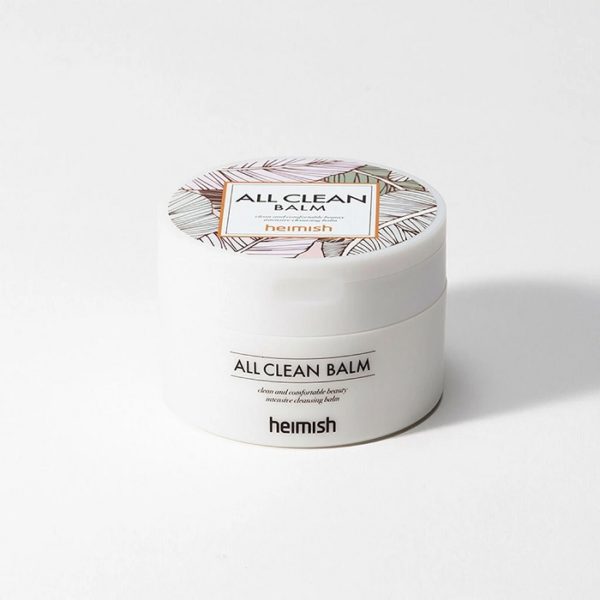 ALL CLEAN
BALM
clean and comfortable beauty
intensive cleansing balm
heimish
ALL CLEAN BALM
clean and comfortable beauty
intensive cleansing balm
heimish